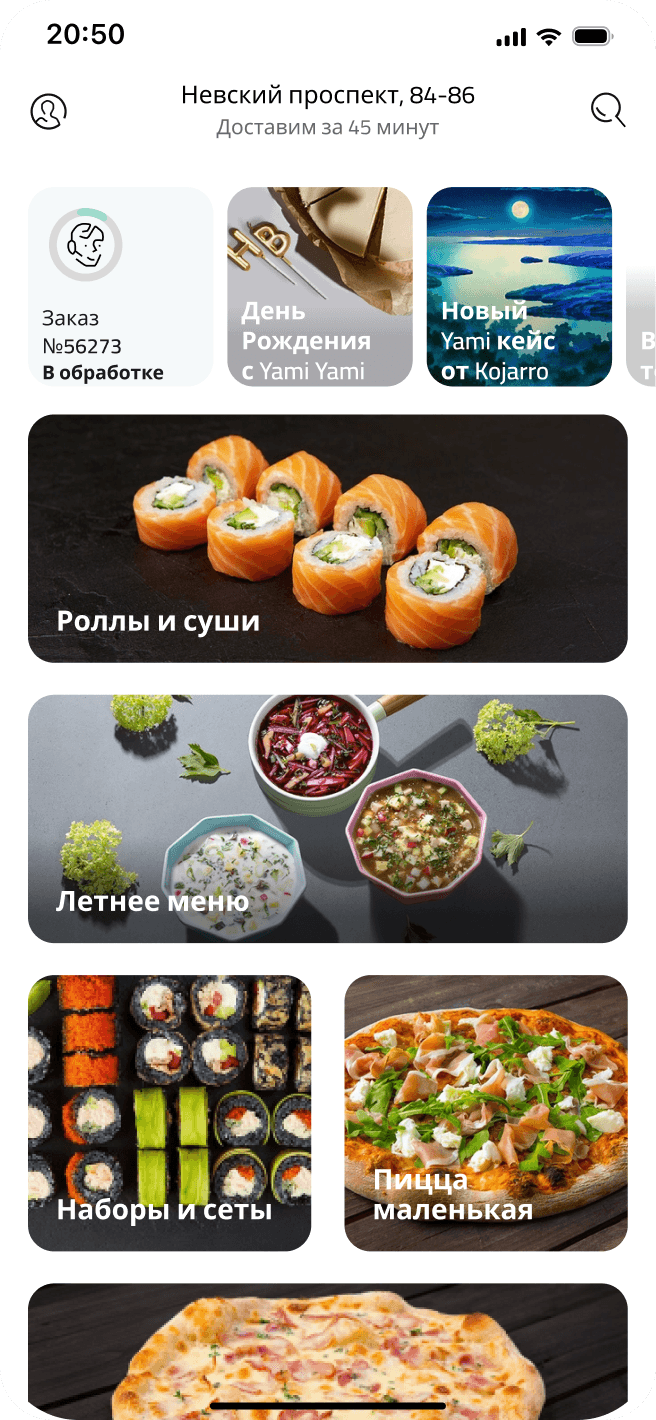 20:50
Невский проспект, 84-86
Доставим за 45 минут
Заказ
№56273
В обработке
День
Рождения
с Yami Yami
Новый
Yami кейс
от Kojarro
Роллы и суши
Летнее меню
Наборы и сеты
Пицца
маленькая